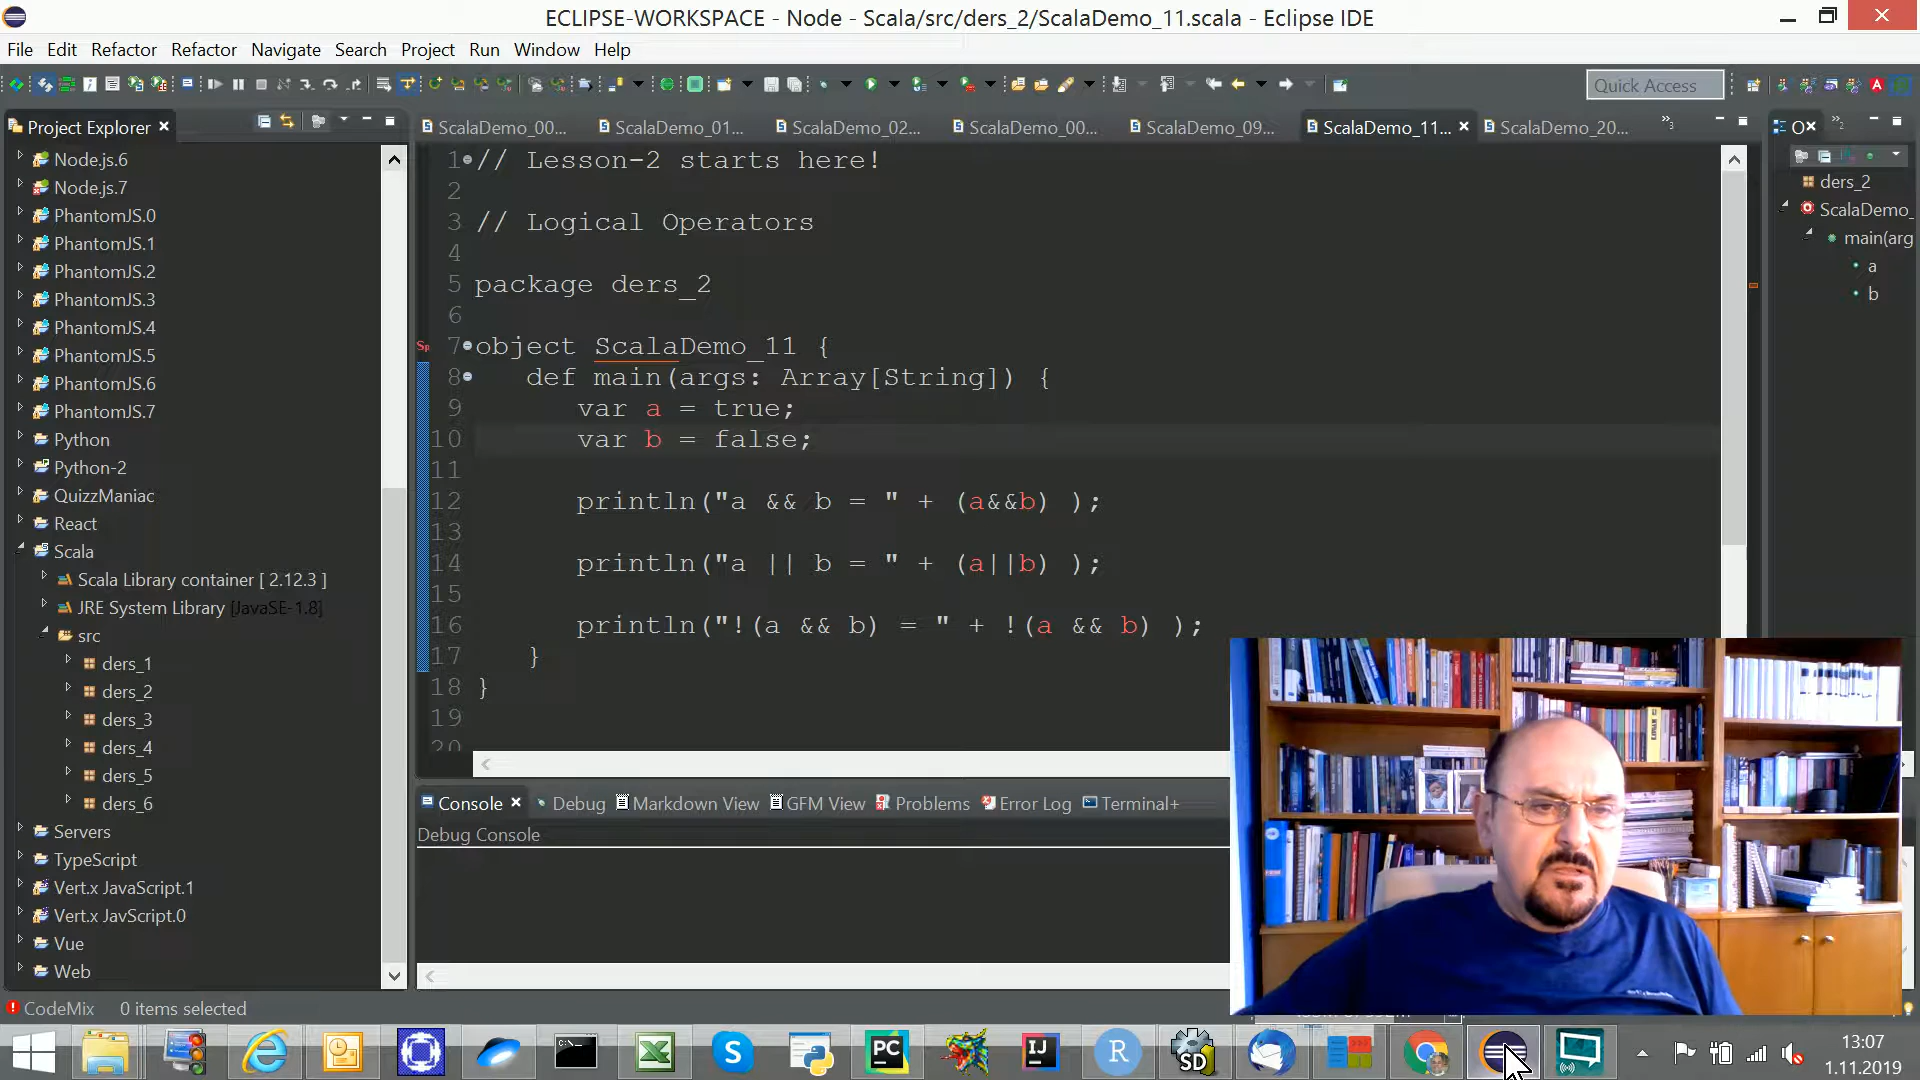 ECLIPSE-WORKSPACE - Node - Scala/src/ders_2/ScalaDemo_11.scala - Eclipse IDE
File Edit Refactor Refactor Navigate Search Project Run Window Help
Quick Access
Project Explorer
ScalaDemo_00...
ScalaDemo_01...
ScalaDemo_02...
ScalaDemo_00...
ScalaDemo_09...
ScalaDemo_11...
ScalaDemo_20...
Node.js.6
Node.js.7
PhantomJS.0
PhantomJS.1
PhantomJS.2
PhantomJS.3
PhantomJS.4
PhantomJS.5
PhantomJS.6
PhantomJS.7
Python
Python-2
QuizzManiac
React
Scala
Scala Library container [ 2.12.3 ]
JRE System Library [JavaSE-1.8]
src
ders_1
ders_2
ders_3
ders_4
ders_5
ders_6
Servers
TypeScript
Vert.x JavaScript.1
Vert.x JavScript.0
Vue
Web
1 // Lesson-2 starts here!
2
3 // Logical Operators
4
5 package ders_2
6
7 object ScalaDemo_11 {
8 def main(args: Array[String]) {
9 var a = true;
10 var b = false;
11
12 println("a && b = " + (a&&b) );
13
14 println("a || b = " + (a||b) );
15
16 println("!(a && b) = " + !(a && b) );
17 }
18 }
19
20
ders_2
ScalaDemo_
main(arg
a
b
Console Debug Markdown View GFM View Problems Error Log Terminal+
Debug Console
CodeMix 0 items selected
13:07
1.11.2019